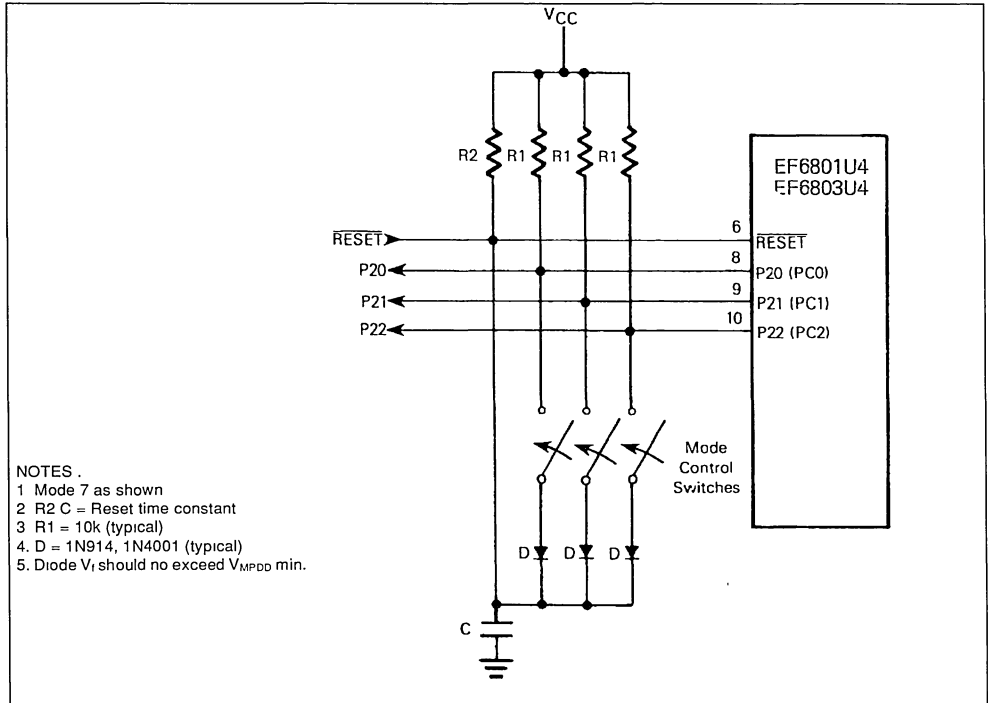 VCC
R2 R1 R1 R1
EF6801U4
EF6803U4
RESET 6 RESET
P20 8 P20 (PC0)
P21 9 P21 (PC1)
P22 10 P22 (PC2)
Mode
Control
Switches
D D D
C
NOTES .
1 Mode 7 as shown
2 R2 C = Reset time constant
3 R1 = 10k (typical)
4. D = 1N914, 1N4001 (typical)
5. Diode Vf should no exceed VMPDD min.